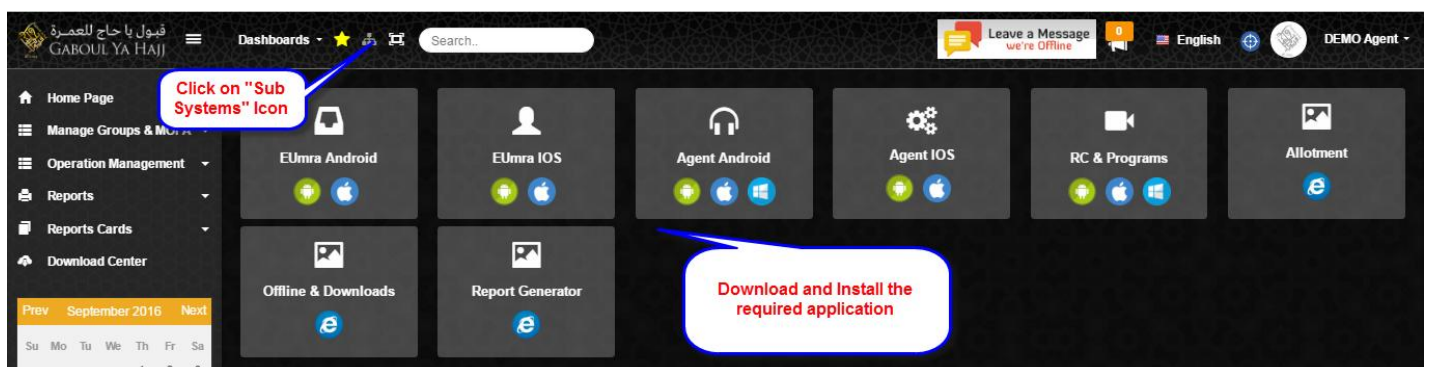 قبول يا حاج للعمـرة
GABOUL YA HAJJ
Dashboards
Search..
Leave a Message
we're Offline
0
English
DEMO Agent
Click on "Sub
Systems" Icon
Home Page
Manage Groups &
Operation Management
Reports
Reports Cards
Download Center
EUmra Android
EUmra IOS
Agent Android
Agent IOS
RC & Programs
Allotment
Offline & Downloads
Report Generator
Download and Install the
required application
Prev September 2016 Next
Su Mo Tu We Th Fr Sa